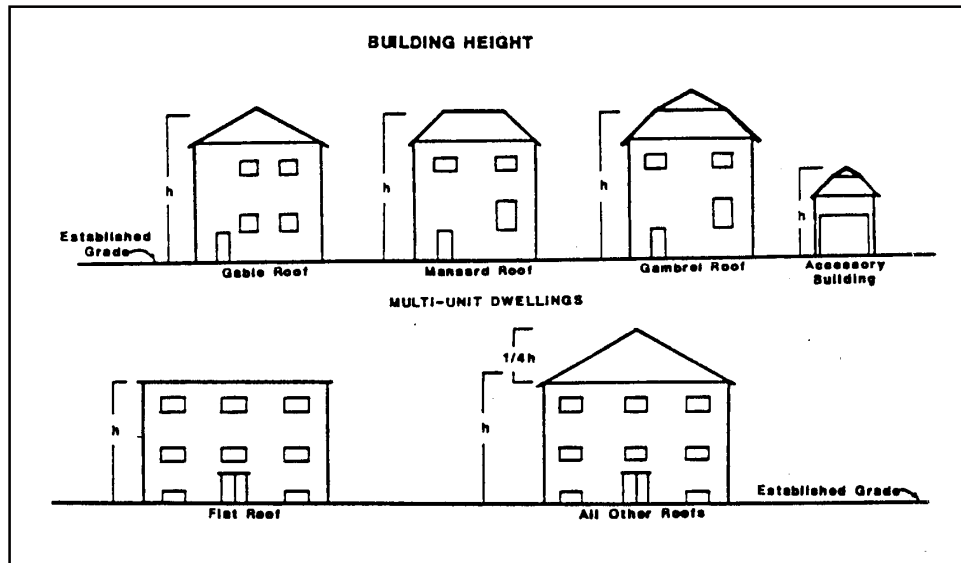 BUILDING HEIGHT
h
h
h
h
Established
Grade
Gable Roof
Mansard Roof
Gambrel Roof
Accessory
Building
MULTI-UNIT DWELLINGS
1/4h
h
h
Established Grade
Flat Roof
All Other Roofs